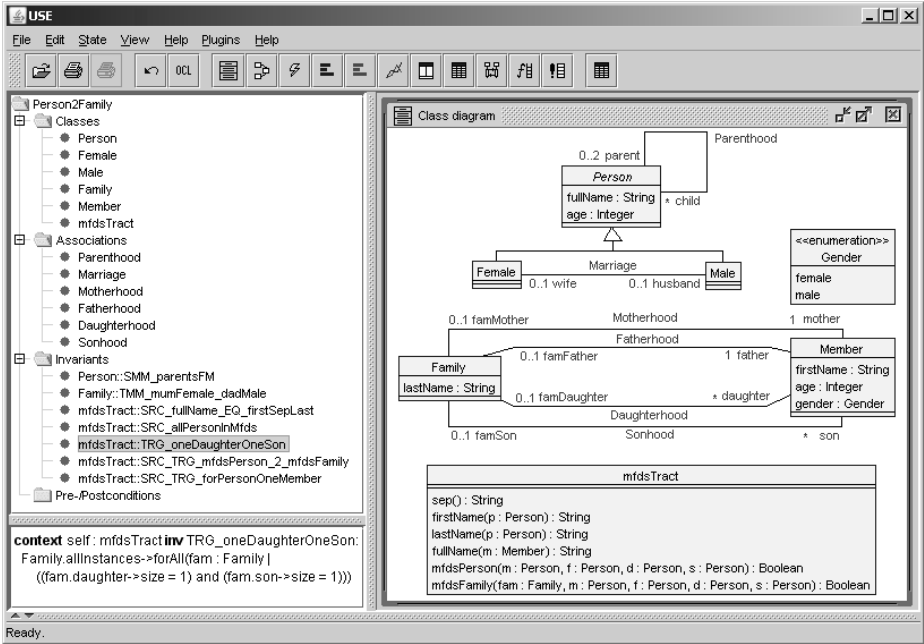 USE
File Edit State View Help Plugins Help
OCL
Person2Family
Classes
Person
Female
Male
Family
Member
mfdsTract
Associations
Parenthood
Marriage
Motherhood
Fatherhood
Daughterhood
Sonhood
Invariants
Person::SMM_parentsFM
Family::TMM_mumFemale_dadMale
mfdsTract::SRC_fullName_EQ_firstSepLast
mfdsTract::SRC_allPersonInMfds
mfdsTract::TRG_oneDaughterOneSon
mfdsTract::SRC_TRG_mfdsPerson_2_mfdsFamily
mfdsTract::SRC_TRG_forPersonOneMember
Pre-/Postconditions
context self : mfdsTract inv TRG_oneDaughterOneSon:
Family.allInstances->forAll(fam : Family |
((fam.daughter->size = 1) and (fam.son->size = 1)))
Class diagram
Parenthood
0..2 parent
Person
fullName : String
age : Integer
* child
<<enumeration>>
Gender
female
male
Female
Marriage
0..1 wife
0..1 husband
Male
0..1 famMother
Motherhood
1 mother
Fatherhood
0..1 famFather
1 father
Family
lastName : String
Member
firstName : String
age : Integer
gender : Gender
0..1 famDaughter
* daughter
Daughterhood
0..1 famSon
Sonhood
* son
mfdsTract
sep() : String
firstName(p : Person) : String
lastName(p : Person) : String
fullName(m : Member) : String
mfdsPerson(m : Person, f : Person, d : Person, s : Person) : Boolean
mfdsFamily(fam : Family, m : Person, f : Person, d : Person, s : Person) : Boolean
Ready.